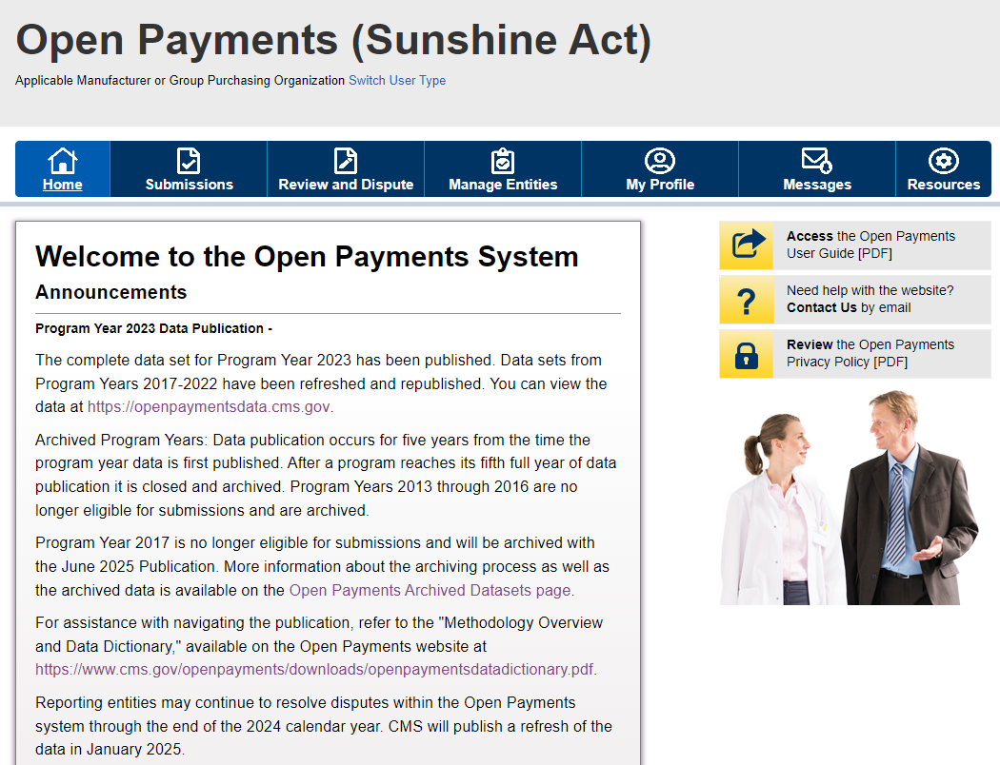 Open Payments (Sunshine Act)
Applicable Manufacturer or Group Purchasing Organization Switch User Type
Home
Submissions
Review and Dispute
Manage Entities
My Profile
Messages
Resources
Welcome to the Open Payments System
Announcements
Program Year 2023 Data Publication -
The complete data set for Program Year 2023 has been published. Data sets from
Program Years 2017-2022 have been refreshed and republished. You can view the
data at https://openpaymentsdata.cms.gov.
Archived Program Years: Data publication occurs for five years from the time the
program year data is first published. After a program reaches its fifth full year of data
publication it is closed and archived. Program Years 2013 through 2016 are no
longer eligible for submissions and are archived.
Program Year 2017 is no longer eligible for submissions and will be archived with
the June 2025 Publication. More information about the archiving process as well as
the archived data is available on the Open Payments Archived Datasets page.
For assistance with navigating the publication, refer to the "Methodology Overview
and Data Dictionary," available on the Open Payments website at
https://www.cms.gov/openpayments/downloads/openpaymentsdatadictionary.pdf.
Reporting entities may continue to resolve disputes within the Open Payments
system through the end of the 2024 calendar year. CMS will publish a refresh of the
data in January 2025.
Access the Open Payments
User Guide [PDF]
?
Need help with the website?
Contact Us by email
Review the Open Payments
Privacy Policy [PDF]